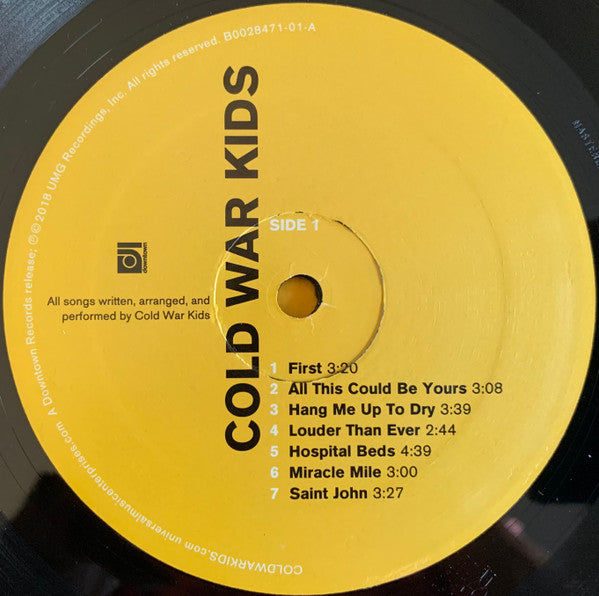 COLD WAR KIDS
SIDE 1
downtown
All songs written, arranged, and
performed by Cold War Kids
1 First 3:20
2 All This Could Be Yours 3:08
3 Hang Me Up To Dry 3:39
4 Louder Than Ever 2:44
5 Hospital Beds 4:39
6 Miracle Mile 3:00
7 Saint John 3:27
COLDWARKIDS.com universalmusicenterprises.com A Downtown Records release; ℗©2018 UMG Recordings, Inc. All rights reserved. B0028471-01-A